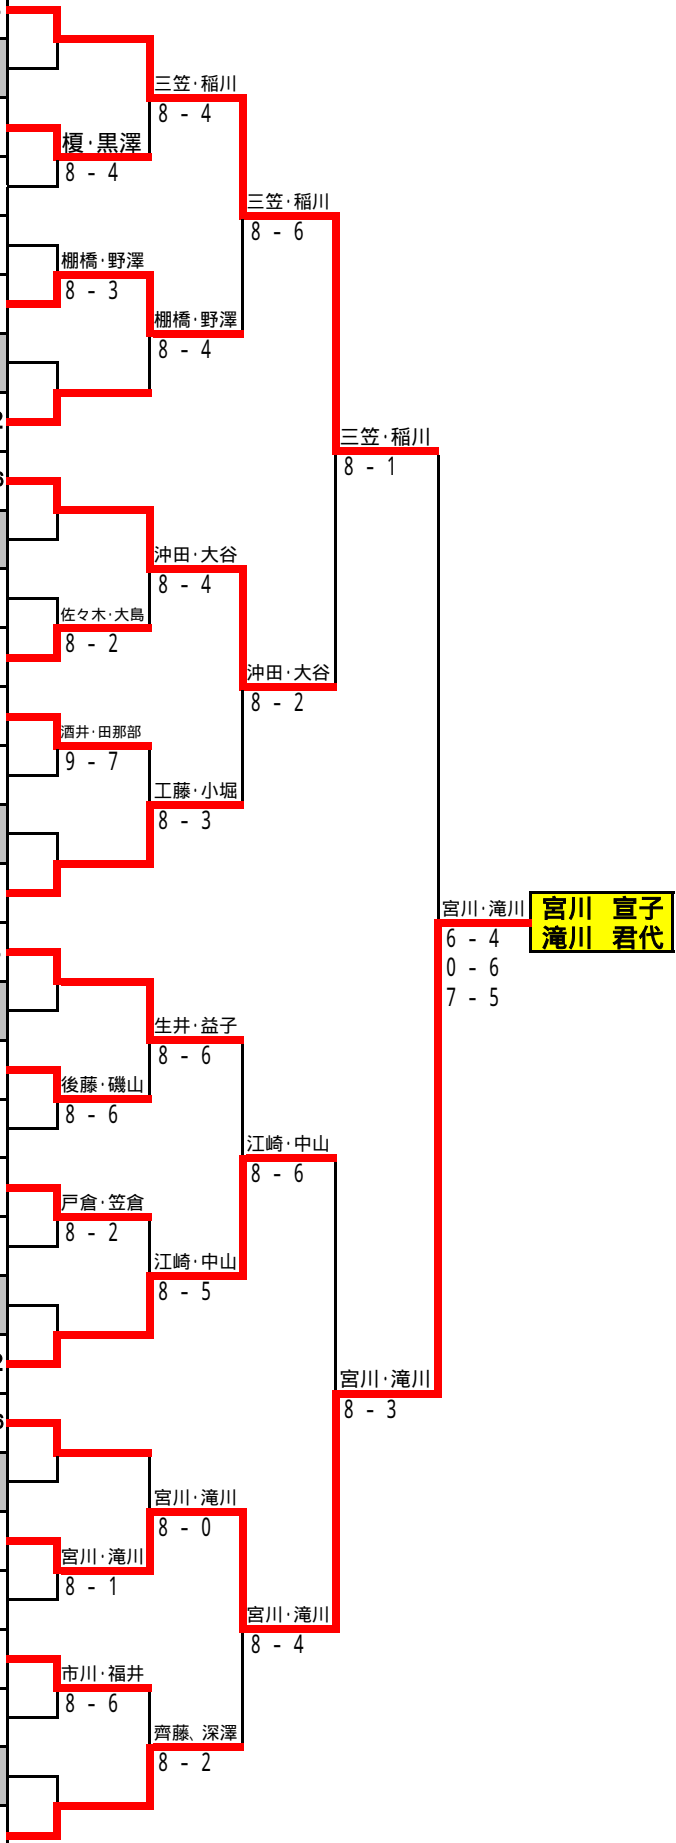 三笠·稲川
8 - 4
榎·黒澤
8 - 4
三笠·稲川
8 - 6
棚橋·野澤
8 - 3
棚橋·野澤
8 - 4
三笠·稲川
8 - 1
沖田·大谷
8 - 4
佐々木·大島
8 - 2
沖田·大谷
8 - 2
酒井·田那部
9 - 7
工藤·小堀
8 - 3
宮川·滝川
6 - 4
0 - 6
7 - 5
宮川 宣子
滝川 君代
生井·益子
8 - 6
後藤·磯山
8 - 6
江崎·中山
8 - 6
戸倉·笠倉
8 - 2
江崎·中山
8 - 5
宮川·滝川
8 - 3
宮川·滝川
8 - 0
宮川·滝川
8 - 1
宮川·滝川
8 - 4
市川·福井
8 - 6
齊藤、深澤
8 - 2